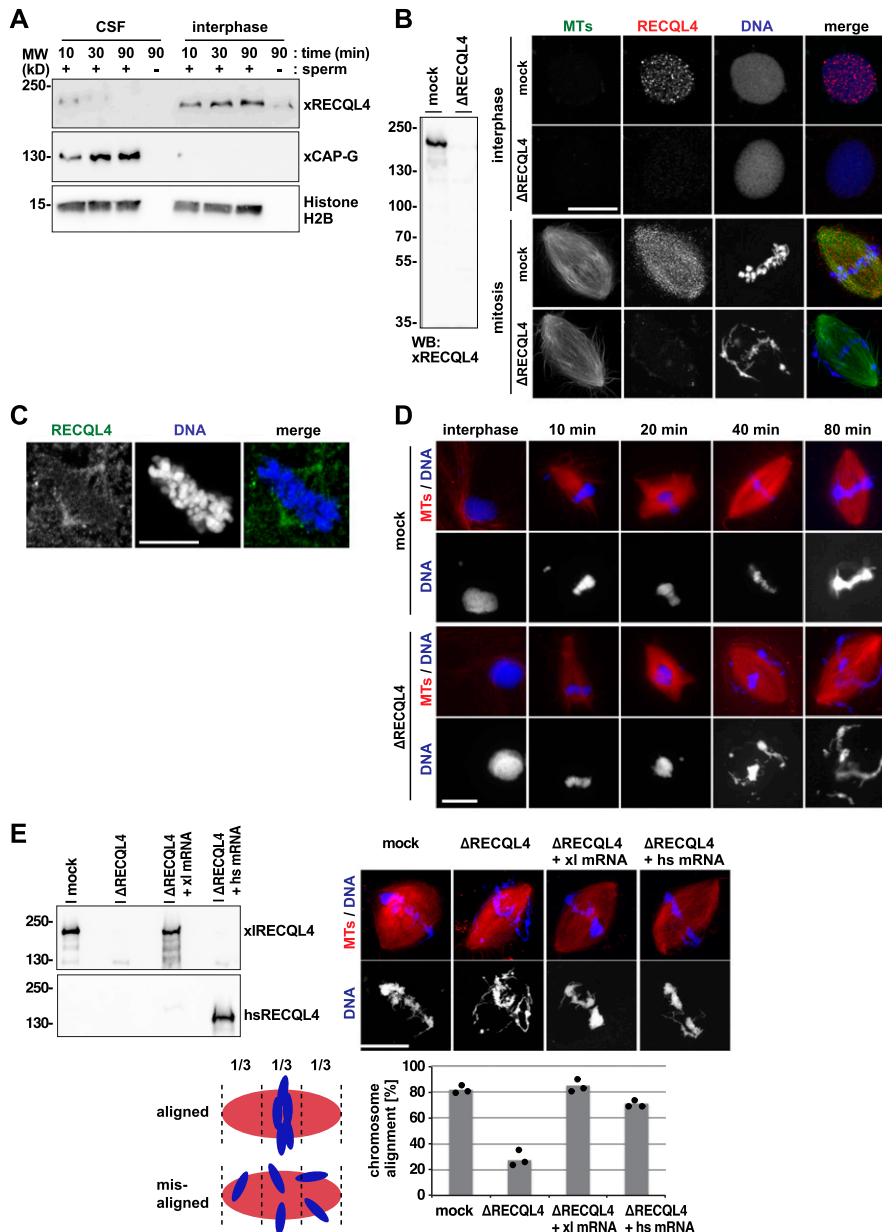 A
CSF interphase
MW 10 30 90 90 10 30 90 90 : time (min)
(kD) + + + - + + + - : sperm
250-
xRECQL4
130-
xCAP-G
15-
Histone
H2B
B
mock
ΔRECQL4
250-
130-
100-
70-
55-
35-
WB:
xRECQL4
MTs RECQL4 DNA merge
interphase
mock
ΔRECQL4
mitosis
mock
ΔRECQL4
C
RECQL4 DNA merge
D
interphase 10 min 20 min 40 min 80 min
mock
MTs / DNA
DNA
ΔRECQL4
MTs / DNA
DNA
E
mock
ΔRECQL4
ΔRECQL4
+ xl mRNA
ΔRECQL4
+ hs mRNA
250-
xlRECQL4
130-
250-
hsRECQL4
130-
mock ΔRECQL4 ΔRECQL4 ΔRECQL4
+ xl mRNA + hs mRNA
MTs / DNA
DNA
1/3 1/3 1/3
aligned
mis-
aligned
chromosome
alignment [%]
100
80
60
40
20
0
mock ΔRECQL4 ΔRECQL4 ΔRECQL4
+ xl mRNA + hs mRNA